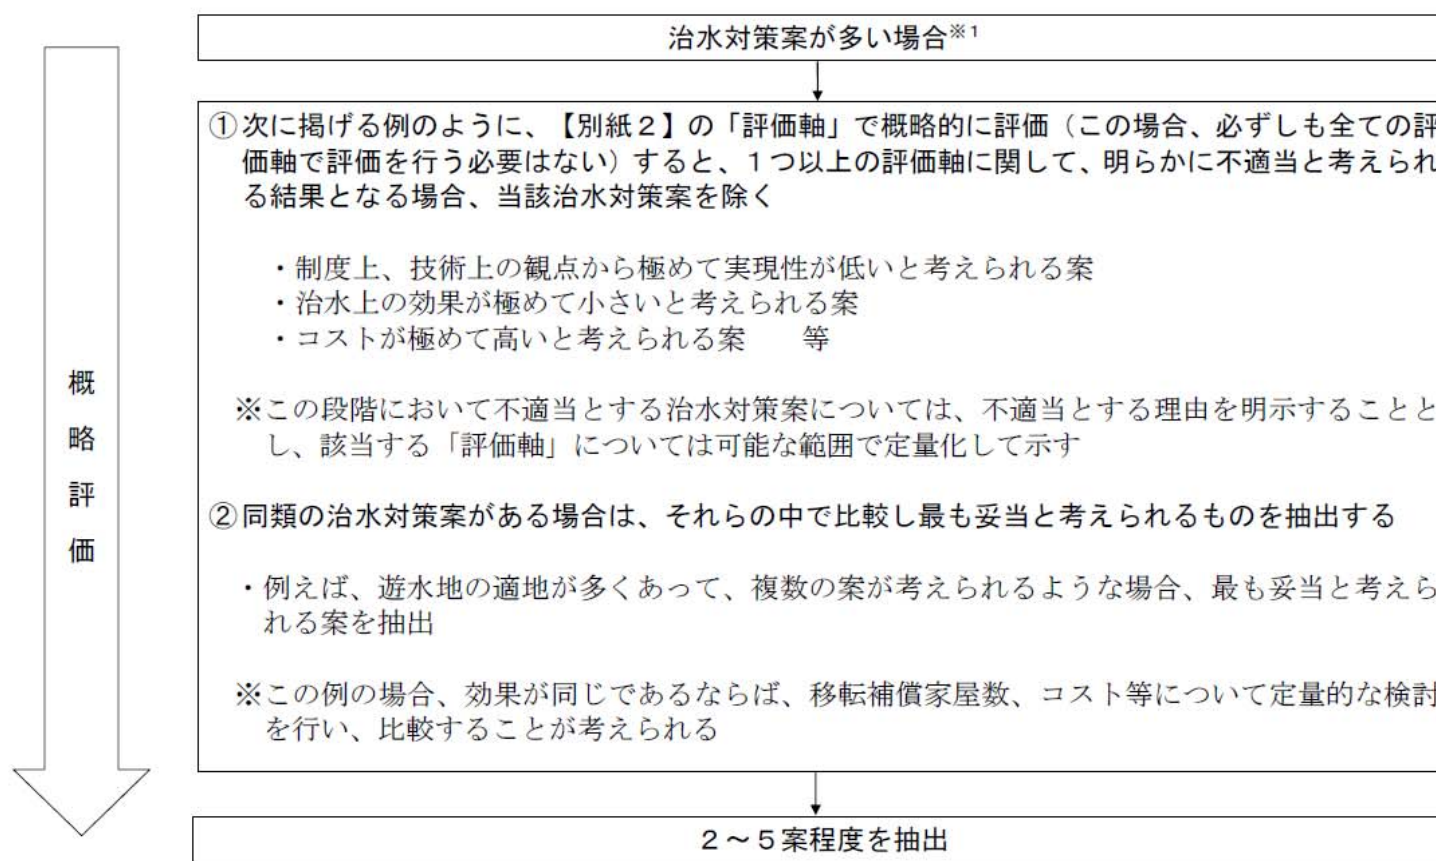 治水対策案が多い場合※1
①次に掲げる例のように、【別紙２】の「評価軸」で概略的に評価（この場合、必ずしも全ての評
価軸で評価を行う必要はない）すると、１つ以上の評価軸に関して、明らかに不適当と考えられ
る結果となる場合、当該治水対策案を除く
・制度上、技術上の観点から極めて実現性が低いと考えられる案
・治水上の効果が極めて小さいと考えられる案
・コストが極めて高いと考えられる案　　等
※この段階において不適当とする治水対策案については、不適当とする理由を明示することと
し、該当する「評価軸」については可能な範囲で定量化して示す
②同類の治水対策案がある場合は、それらの中で比較し最も妥当と考えられるものを抽出する
・例えば、遊水地の適地が多くあって、複数の案が考えられるような場合、最も妥当と考えら
れる案を抽出
※この例の場合、効果が同じであるならば、移転補償家屋数、コスト等について定量的な検討
を行い、比較することが考えられる
２～５案程度を抽出
概略評価